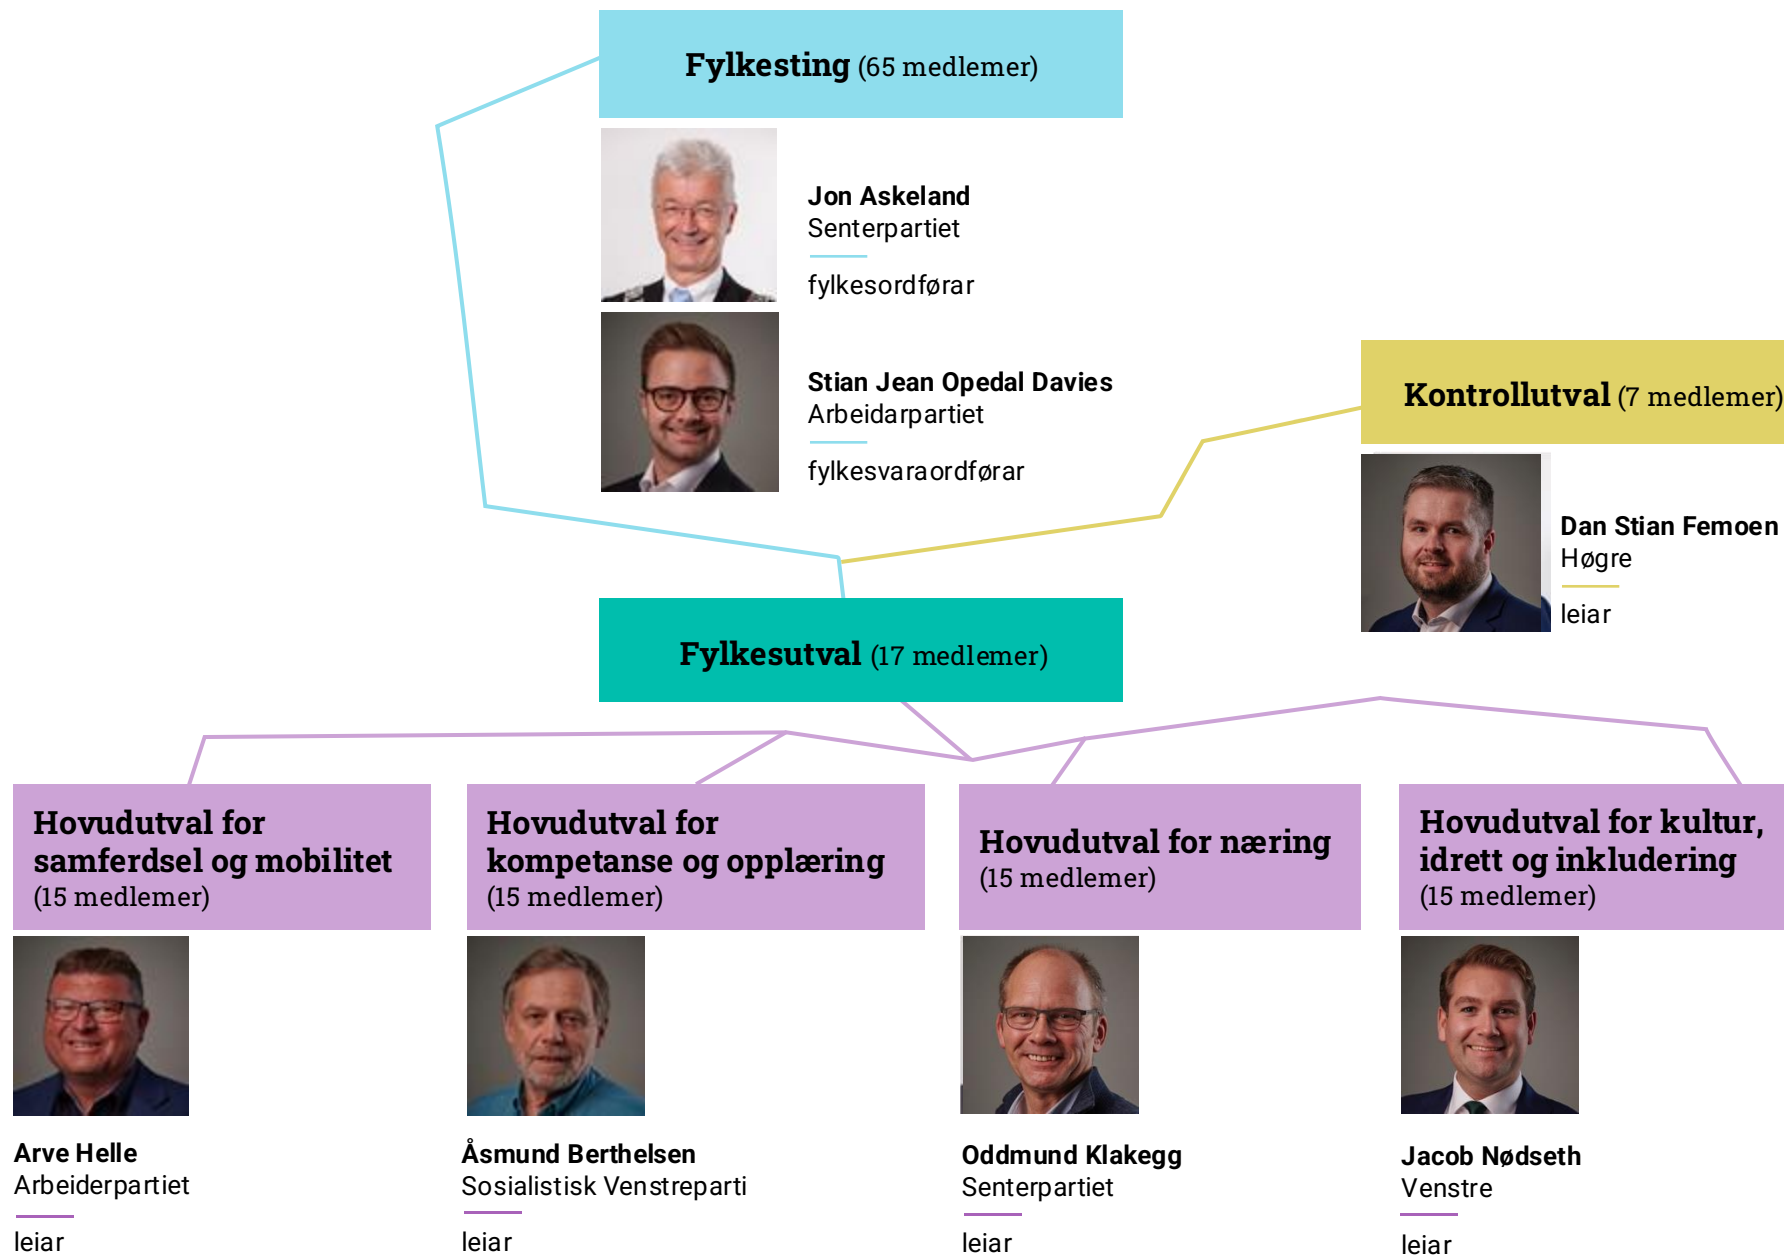 Fylkesting (65 medlemer)
Jon Askeland
Senterpartiet
fylkesordførar
Stian Jean Opedal Davies
Arbeidarpartiet
fylkesvaraordførar
Kontrollutval (7 medlemer)
Dan Stian Femoen
Høgre
leiar
Fylkesutval (17 medlemer)
Hovudutval for
samferdsel og mobilitet
(15 medlemer)
Arve Helle
Arbeiderpartiet
leiar
Hovudutval for
kompetanse og opplæring
(15 medlemer)
Åsmund Berthelsen
Sosialistisk Venstreparti
leiar
Hovudutval for næring
(15 medlemer)
Oddmund Klakegg
Senterpartiet
leiar
Hovudutval for kultur,
idrett og inkludering
(15 medlemer)
Jacob Nødseth
Venstre
leiar